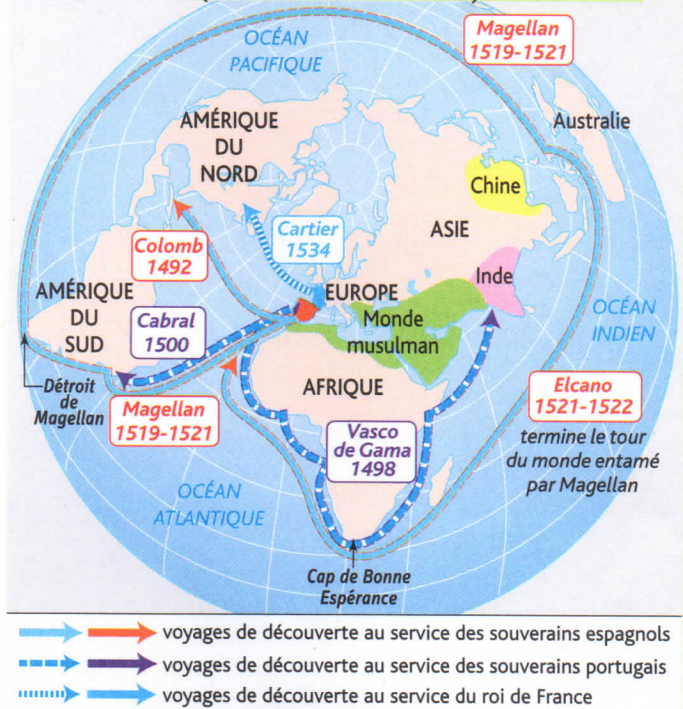 OCÉAN
PACIFIQUE
Magellan
1519-1521
AMÉRIQUE
DU
NORD
Australie
Chine
Cartier
1534
ASIE
Colomb
1492
Inde
EUROPE
AMÉRIQUE
DU
SUD
Cabral
1500
Monde
musulman
OCÉAN
INDIEN
AFRIQUE
Détroit
de
Magellan
Magellan
1519-1521
Elcano
1521-1522
Vasco
de Gama
1498
termine le tour
du monde entamé
par Magellan
OCÉAN
ATLANTIQUE
Cap de Bonne
Espérance
voyages de découverte au service des souverains espagnols
voyages de découverte au service des souverains portugais
voyages de découverte au service du roi de France